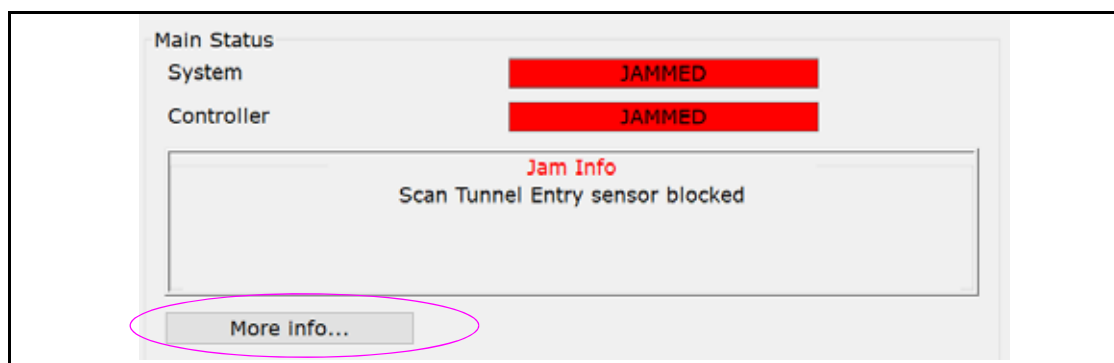 Main Status
System JAMMED
Controller JAMMED
Jam Info
Scan Tunnel Entry sensor blocked
More info...